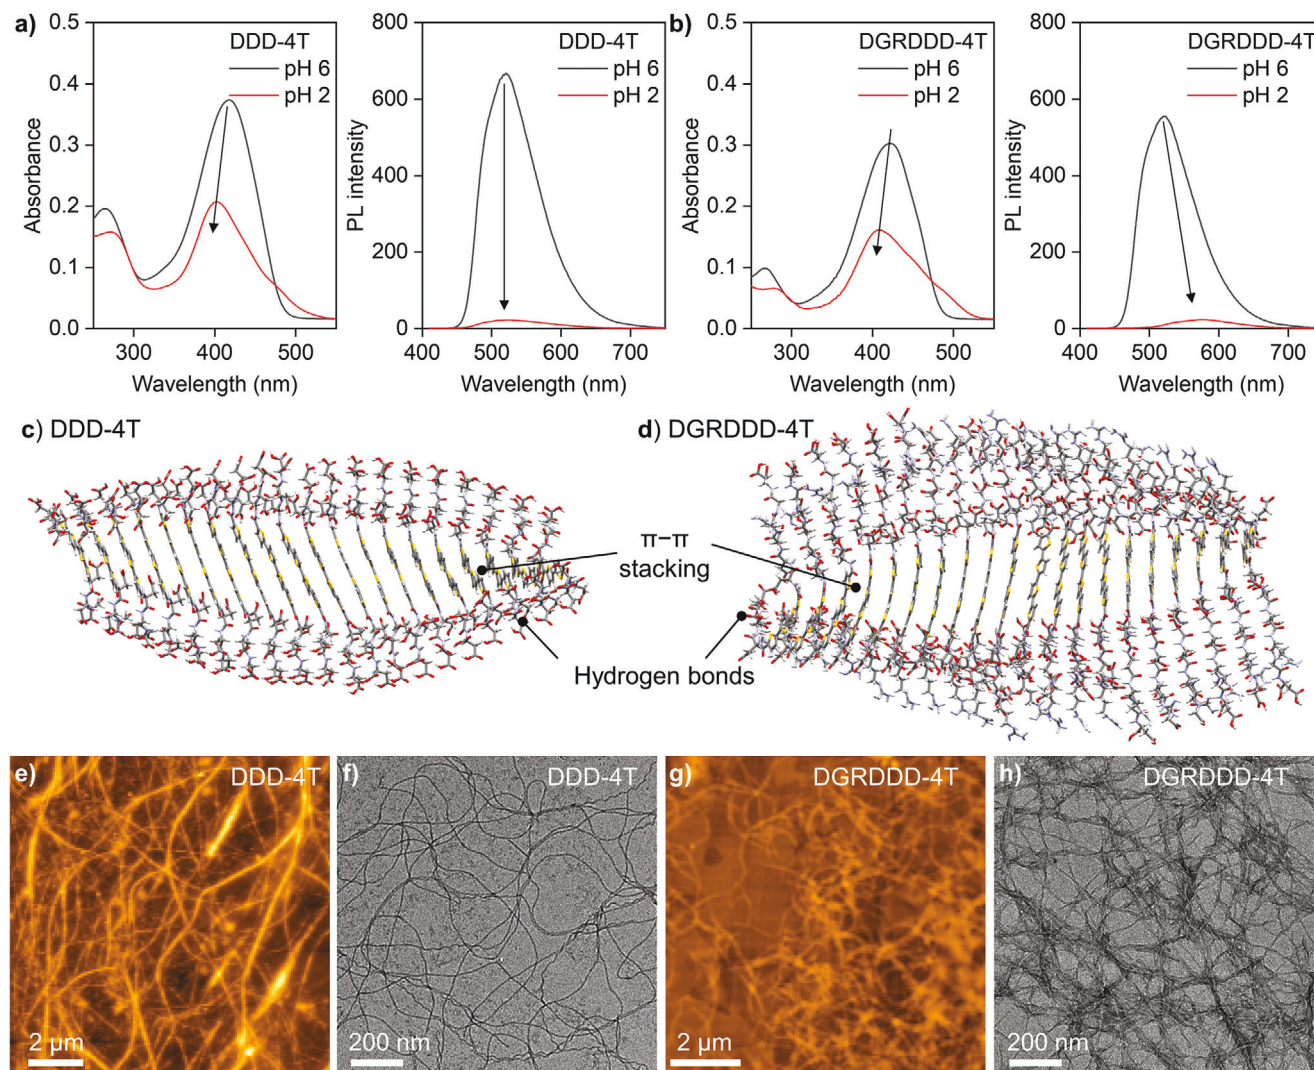 a)
0.5
0.4
0.3
0.2
0.1
0.0
Absorbance
DDD-4T
pH 6
pH 2
300
400
500
Wavelength (nm)
800
600
400
200
0
PL intensity
DDD-4T
pH 6
pH 2
400
500
600
700
Wavelength (nm)
b)
0.5
0.4
0.3
0.2
0.1
0.0
Absorbance
DGRDDD-4T
pH 6
pH 2
300
400
500
Wavelength (nm)
800
600
400
200
0
PL intensity
DGRDDD-4T
pH 6
pH 2
400
500
600
700
Wavelength (nm)
c) DDD-4T
d) DGRDDD-4T
π–π
stacking
Hydrogen bonds
e)
DDD-4T
2 µm
f)
DDD-4T
200 nm
g)
DGRDDD-4T
2 µm
h)
DGRDDD-4T
200 nm